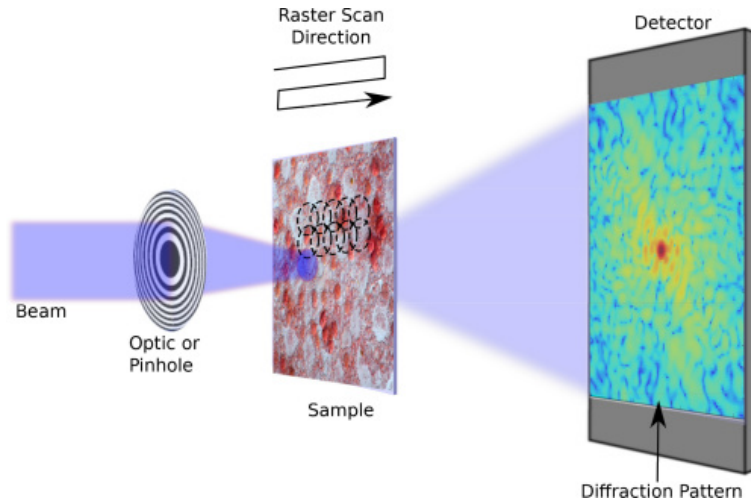 Raster Scan
Direction
Detector
Beam
Optic or
Pinhole
Sample
Diffraction Pattern